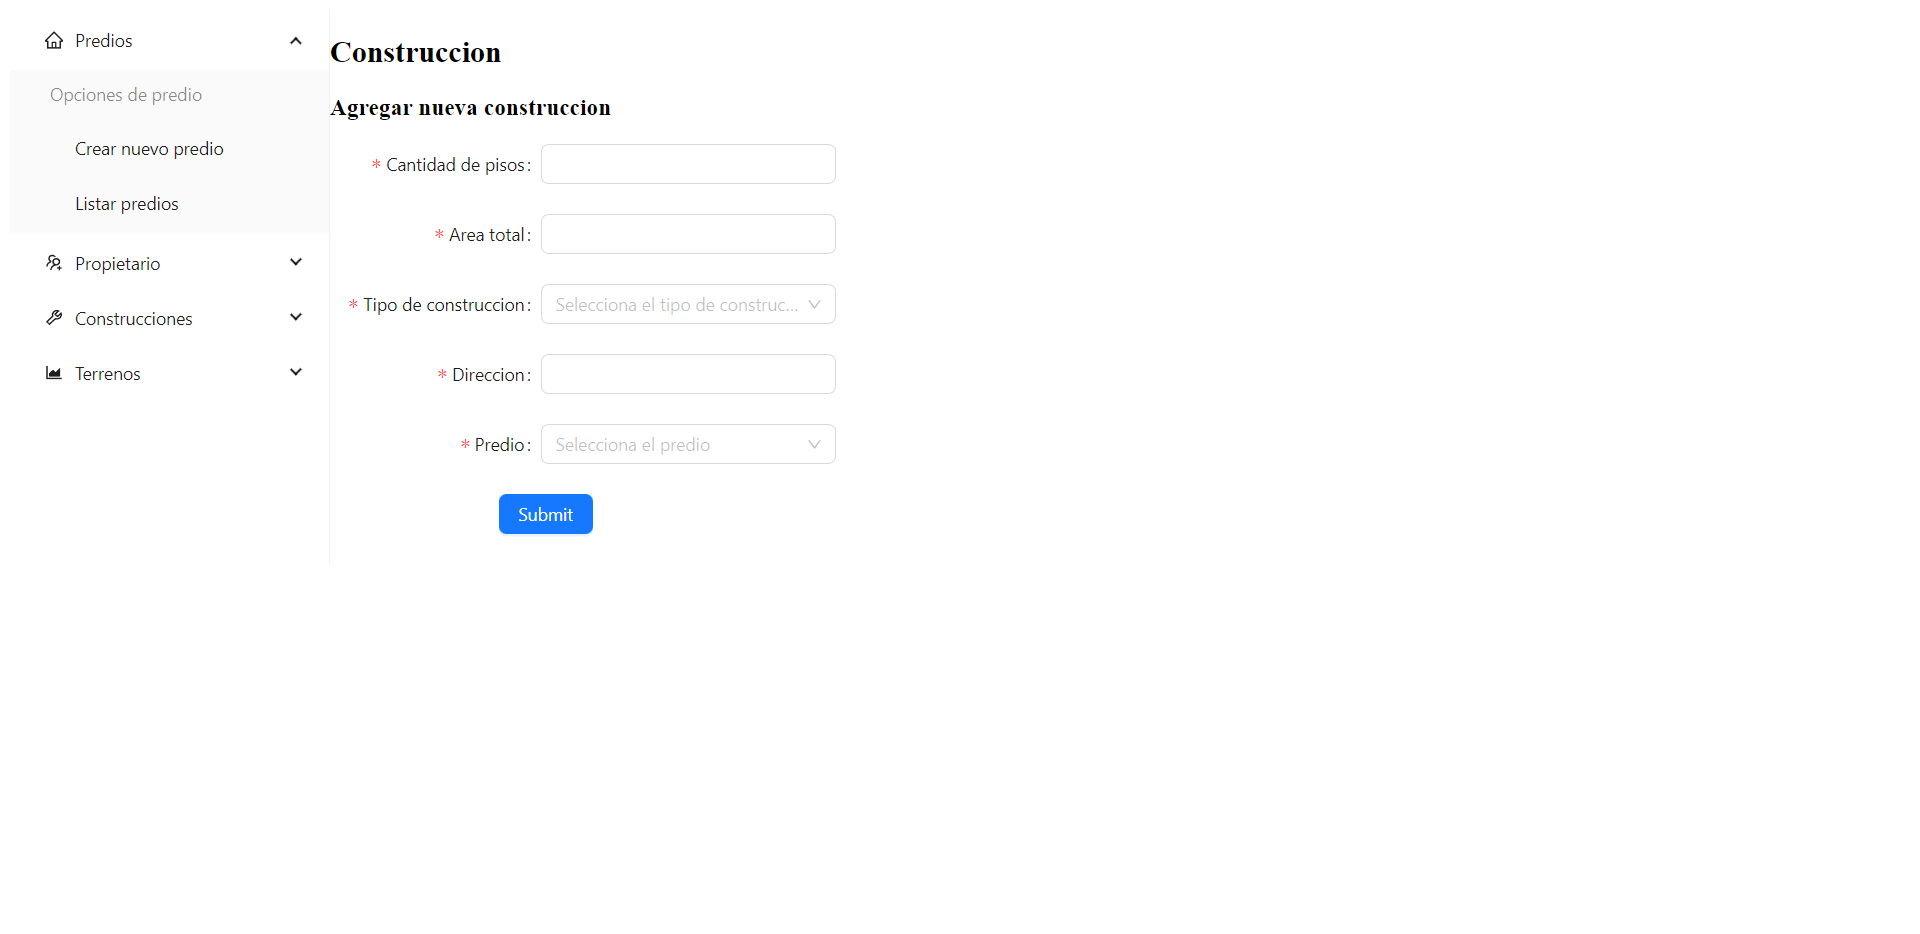 Predios
Opciones de predio
Crear nuevo predio
Listar predios
Propietario
Construcciones
Terrenos
Construccion
Agregar nueva construccion
* Cantidad de pisos:
* Area total:
* Tipo de construccion: Selecciona el tipo de construc...
* Direccion:
* Predio: Selecciona el predio
Submit